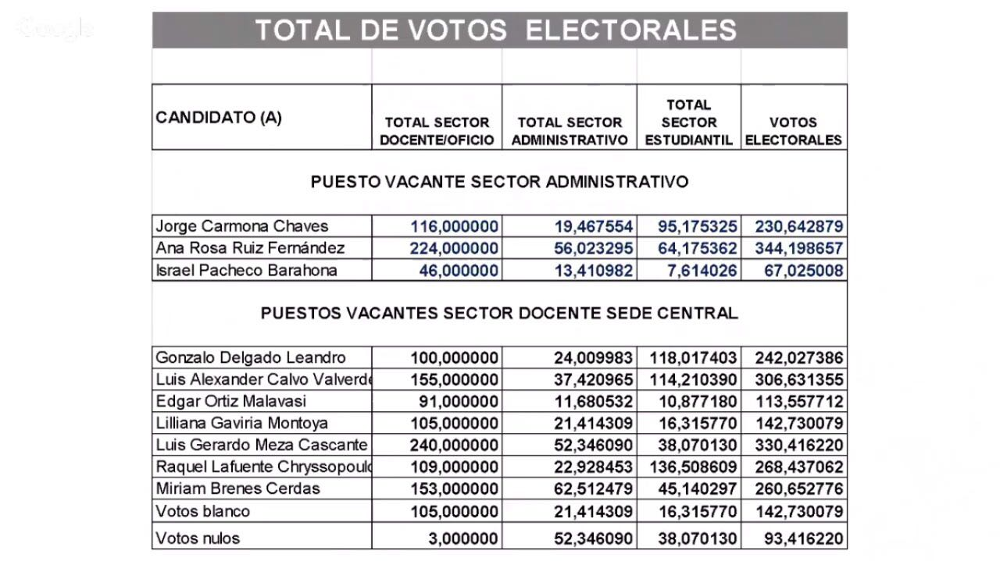 Google
TOTAL DE VOTOS ELECTORALES
CANDIDATO (A) TOTAL SECTOR DOCENTE/OFICIO TOTAL SECTOR ADMINISTRATIVO TOTAL SECTOR ESTUDIANTIL VOTOS ELECTORALES
PUESTO VACANTE SECTOR ADMINISTRATIVO
Jorge Carmona Chaves 116,000000 19,467554 95,175325 230,642879
Ana Rosa Ruiz Fernández 224,000000 56,023295 64,175362 344,198657
Israel Pacheco Barahona 46,000000 13,410982 7,614026 67,025008
PUESTOS VACANTES SECTOR DOCENTE SEDE CENTRAL
Gonzalo Delgado Leandro 100,000000 24,009983 118,017403 242,027386
Luis Alexander Calvo Valverde 155,000000 37,420965 114,210390 306,631355
Edgar Ortiz Malavasi 91,000000 11,680532 10,877180 113,557712
Lilliana Gaviria Montoya 105,000000 21,414309 16,315770 142,730079
Luis Gerardo Meza Cascante 240,000000 52,346090 38,070130 330,416220
Raquel Lafuente Chryssopoulo 109,000000 22,928453 136,508609 268,437062
Miriam Brenes Cerdas 153,000000 62,512479 45,140297 260,652776
Votos blanco 105,000000 21,414309 16,315770 142,730079
Votos nulos 3,000000 52,346090 38,070130 93,416220